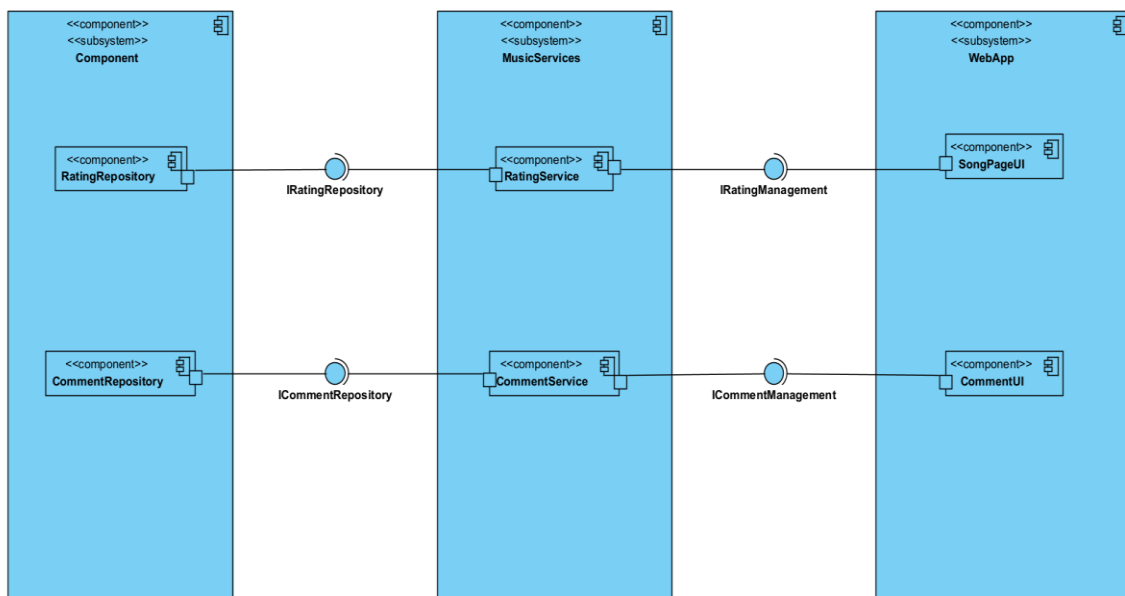 <<component>>
<<subsystem>>
Component
<<component>>
<<subsystem>>
MusicServices
<<component>>
<<subsystem>>
WebApp
<<component>>
RatingRepository
IRatingRepository
<<component>>
RatingService
IRatingManagement
<<component>>
SongPageUI
<<component>>
CommentRepository
ICommentRepository
<<component>>
CommentService
ICommentManagement
<<component>>
CommentUI